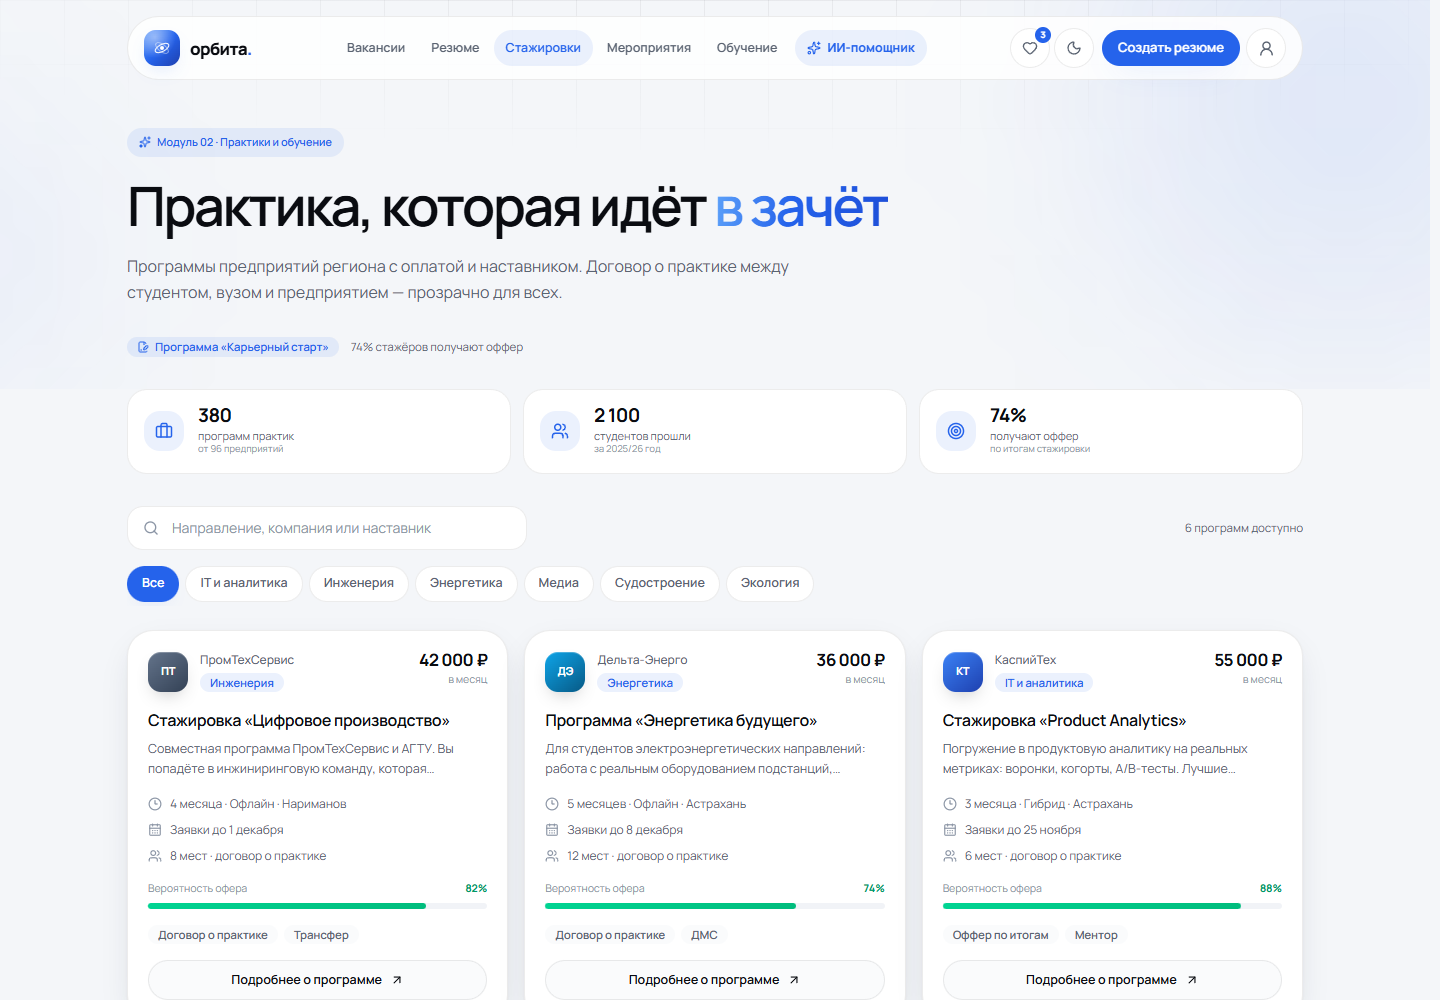 орбита.
Вакансии
Резюме
Стажировки
Мероприятия
Обучение
ИИ-помощник
3
Создать резюме
Модуль 02 · Практики и обучение
Практика, которая идёт в зачёт
Программы предприятий региона с оплатой и наставником. Договор о практике между
студентом, вузом и предприятием — прозрачно для всех.
Программа «Карьерный старт»
74% стажёров получают оффер
380
программ практик
от 96 предприятий
2 100
студентов прошли
за 2025/26 год
74%
получают оффер
по итогам стажировки
Направление, компания или наставник
6 программ доступно
Все
IT и аналитика
Инженерия
Энергетика
Медиа
Судостроение
Экология
ПТ
ПромТехСервис
Инженерия
42 000 ₽
в месяц
Стажировка «Цифровое производство»
Совместная программа ПромТехСервис и АГТУ. Вы
попадёте в инжиниринговую команду, которая...
4 месяца · Офлайн · Нариманов
Заявки до 1 декабря
8 мест · договор о практике
Вероятность офера
82%
Договор о практике
Трансфер
Подробнее о программе
ДЭ
Дельта-Энерго
Энергетика
36 000 ₽
в месяц
Программа «Энергетика будущего»
Для студентов электроэнергетических направлений:
работа с реальным оборудованием подстанций,...
5 месяцев · Офлайн · Астрахань
Заявки до 8 декабря
12 мест · договор о практике
Вероятность офера
74%
Договор о практике
ДМС
Подробнее о программе
КТ
КаспийТех
IT и аналитика
55 000 ₽
в месяц
Стажировка «Product Analytics»
Погружение в продуктовую аналитику на реальных
метриках: воронки, когорты, A/B-тесты. Лучшие...
3 месяца · Гибрид · Астрахань
Заявки до 25 ноября
6 мест · договор о практике
Вероятность офера
88%
Оффер по итогам
Ментор
Подробнее о программе